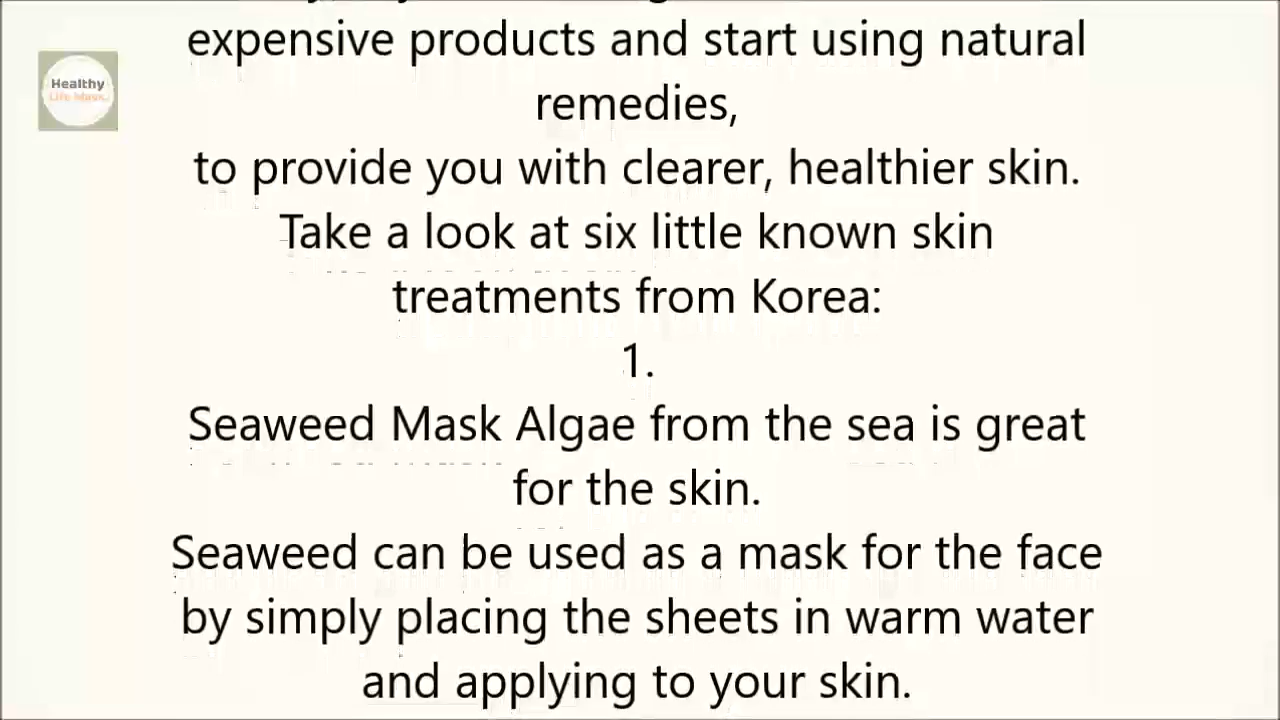 Healthy
Life Mask
expensive products and start using natural
remedies,
to provide you with clearer, healthier skin.
Take a look at six little known skin
treatments from Korea:
1.
Seaweed Mask Algae from the sea is great
for the skin.
Seaweed can be used as a mask for the face
by simply placing the sheets in warm water
and applying to your skin.